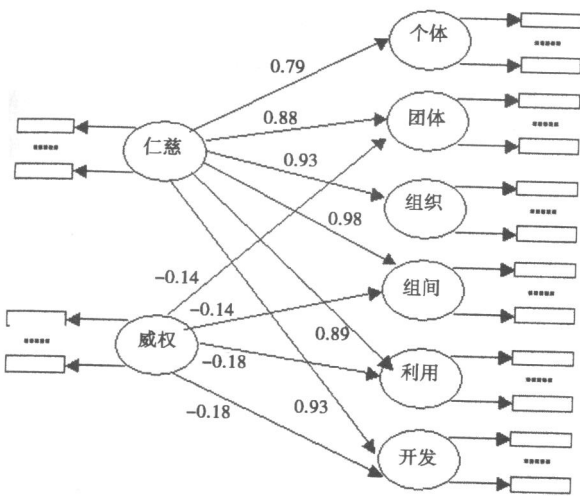 个体
0.79
0.88
团体
仁慈
0.93
组织
0.98
-0.14
组间
-0.14
威权
0.89
-0.18
利用
-0.18
0.93
开发